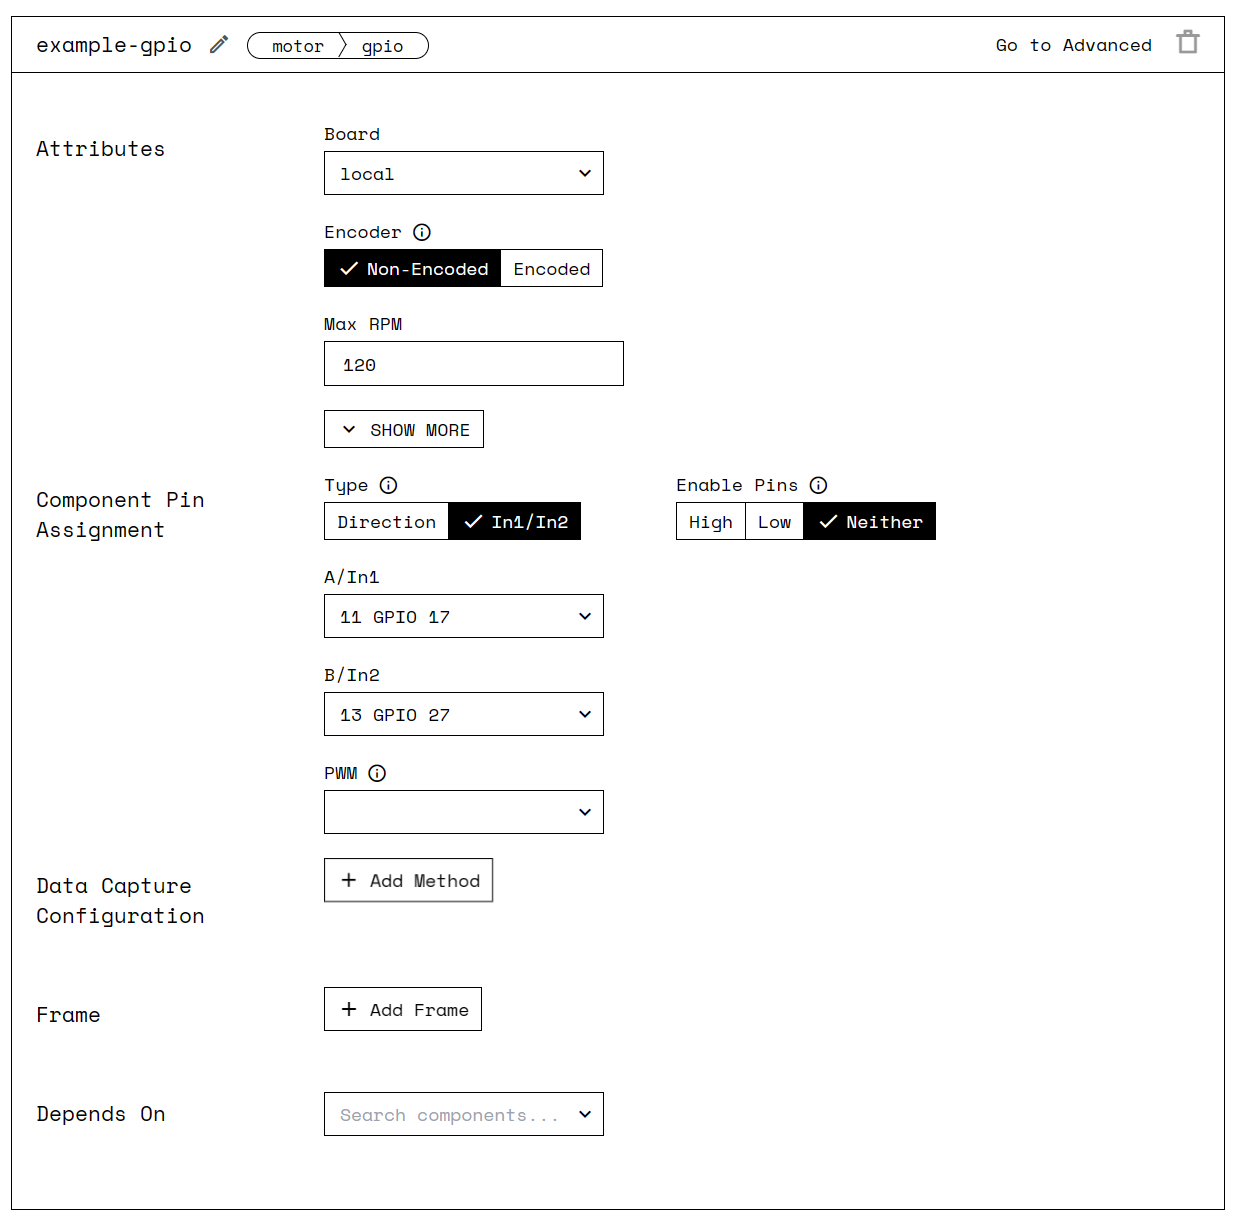 example-gpio motor gpio Go to Advanced
Attributes
Board
local
Encoder
Non-Encoded Encoded
Max RPM
120
SHOW MORE
Component Pin
Assignment
Type Enable Pins
Direction In1/In2 High Low Neither
A/In1
11 GPIO 17
B/In2
13 GPIO 27
PWM
Data Capture
Configuration
+ Add Method
Frame
+ Add Frame
Depends On
Search components...